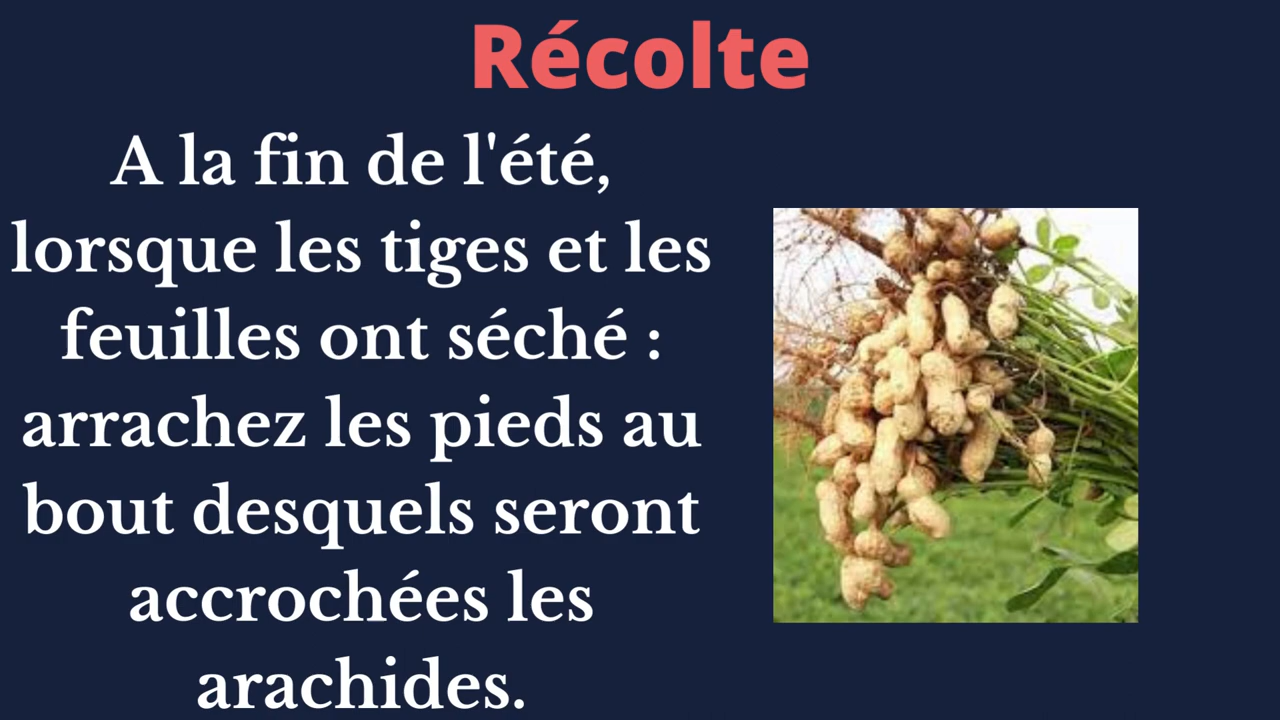 Récolte
A la fin de l'été,
lorsque les tiges et les
feuilles ont séché :
arrachez les pieds au
bout desquels seront
accrochées les
arachides.